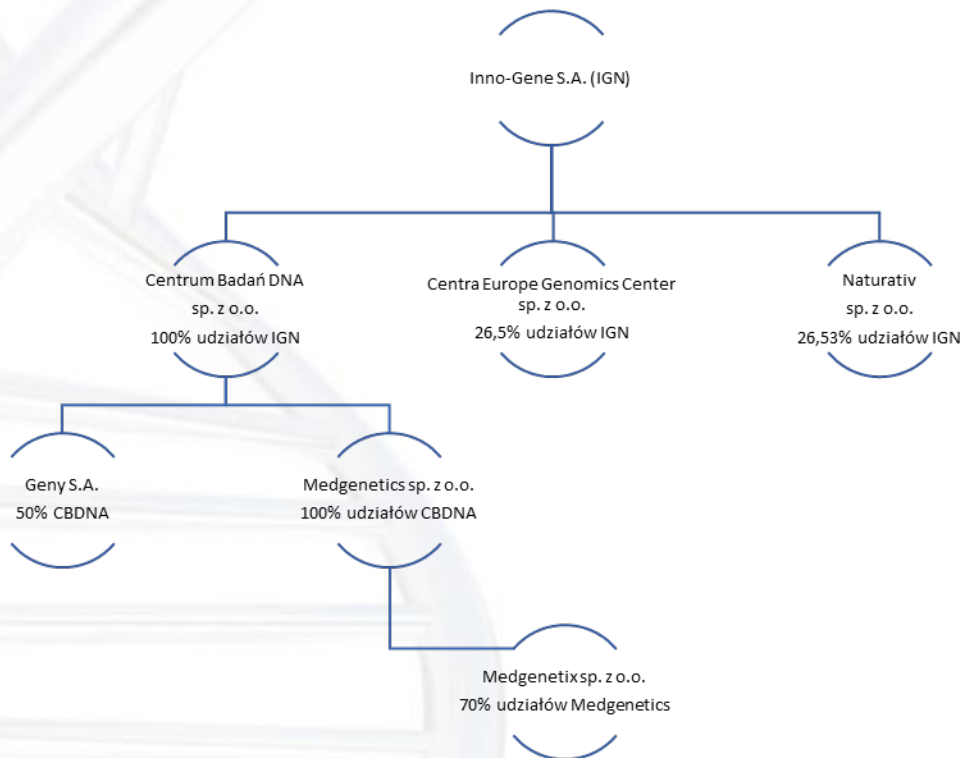 Inno-Gene S.A. (IGN)
Centrum Badań DNA
sp. z o.o.
100% udziałów IGN
Centra Europe Genomics Center
sp. z o.o.
26,5% udziałów IGN
Naturativ
sp. z o.o.
26,53% udziałów IGN
Geny S.A.
50% CBDNA
Medgenetics sp. z o.o.
100% udziałów CBDNA
Medgenetix sp. z o.o.
70% udziałów Medgenetics